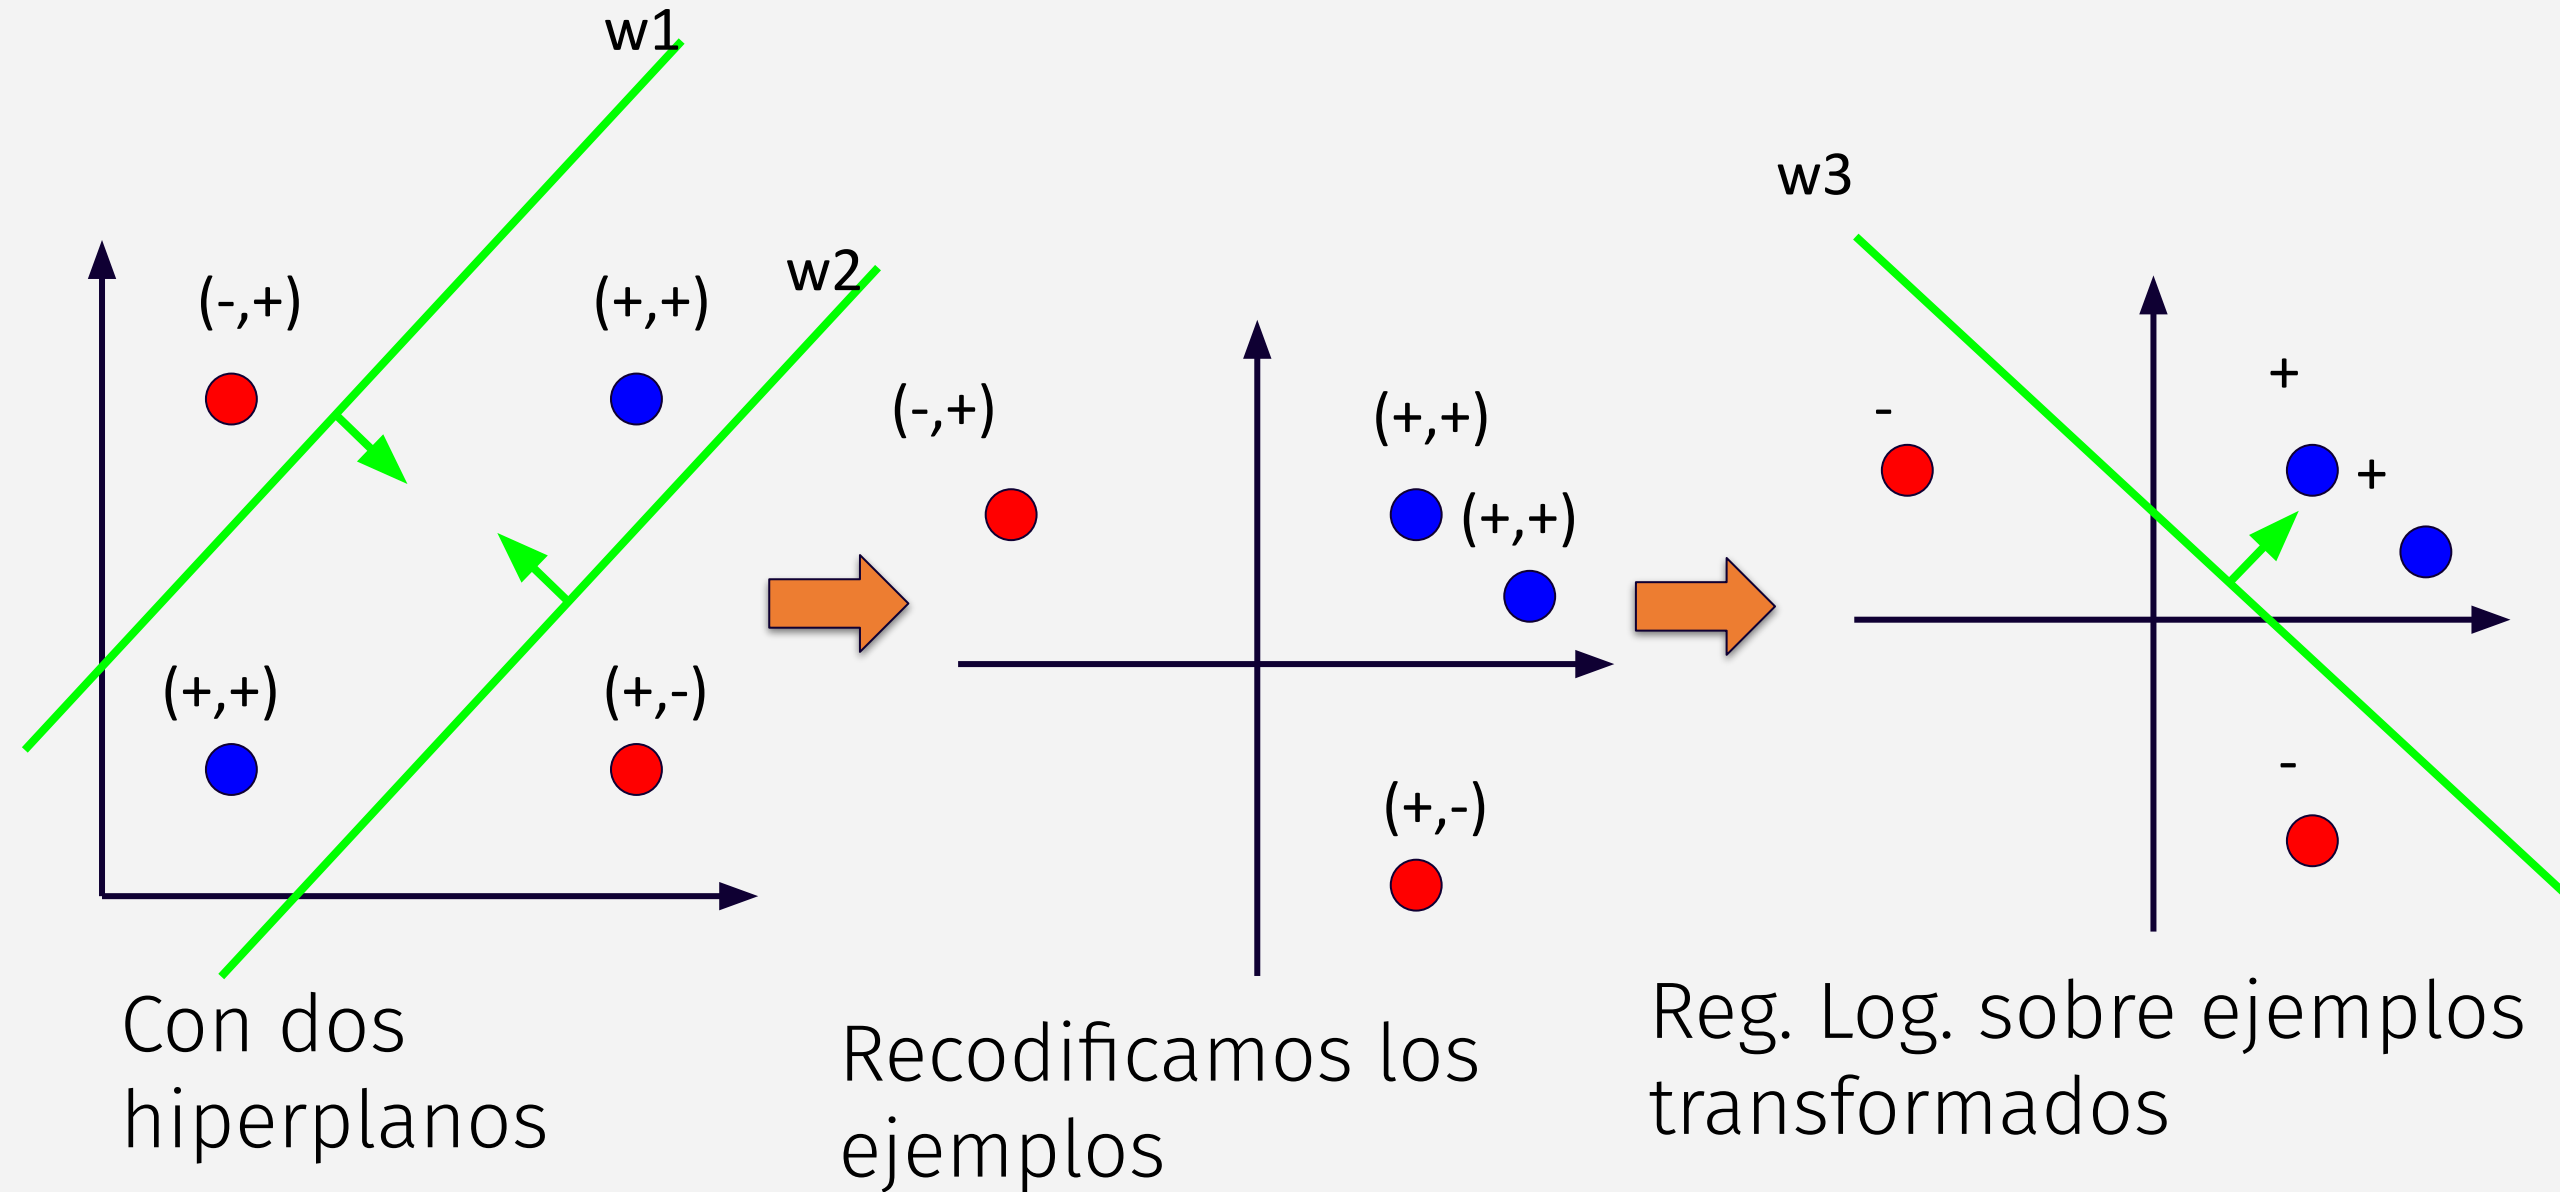 w1
w2
(-,+)
(+,+)
(+,+)
(+,-)
Con dos
hiperplanos
(-,+)
(+,+)
(+,+)
(+,-)
Recodificamos los
ejemplos
w3
-
+
+
-
Reg. Log. sobre ejemplos
transformados